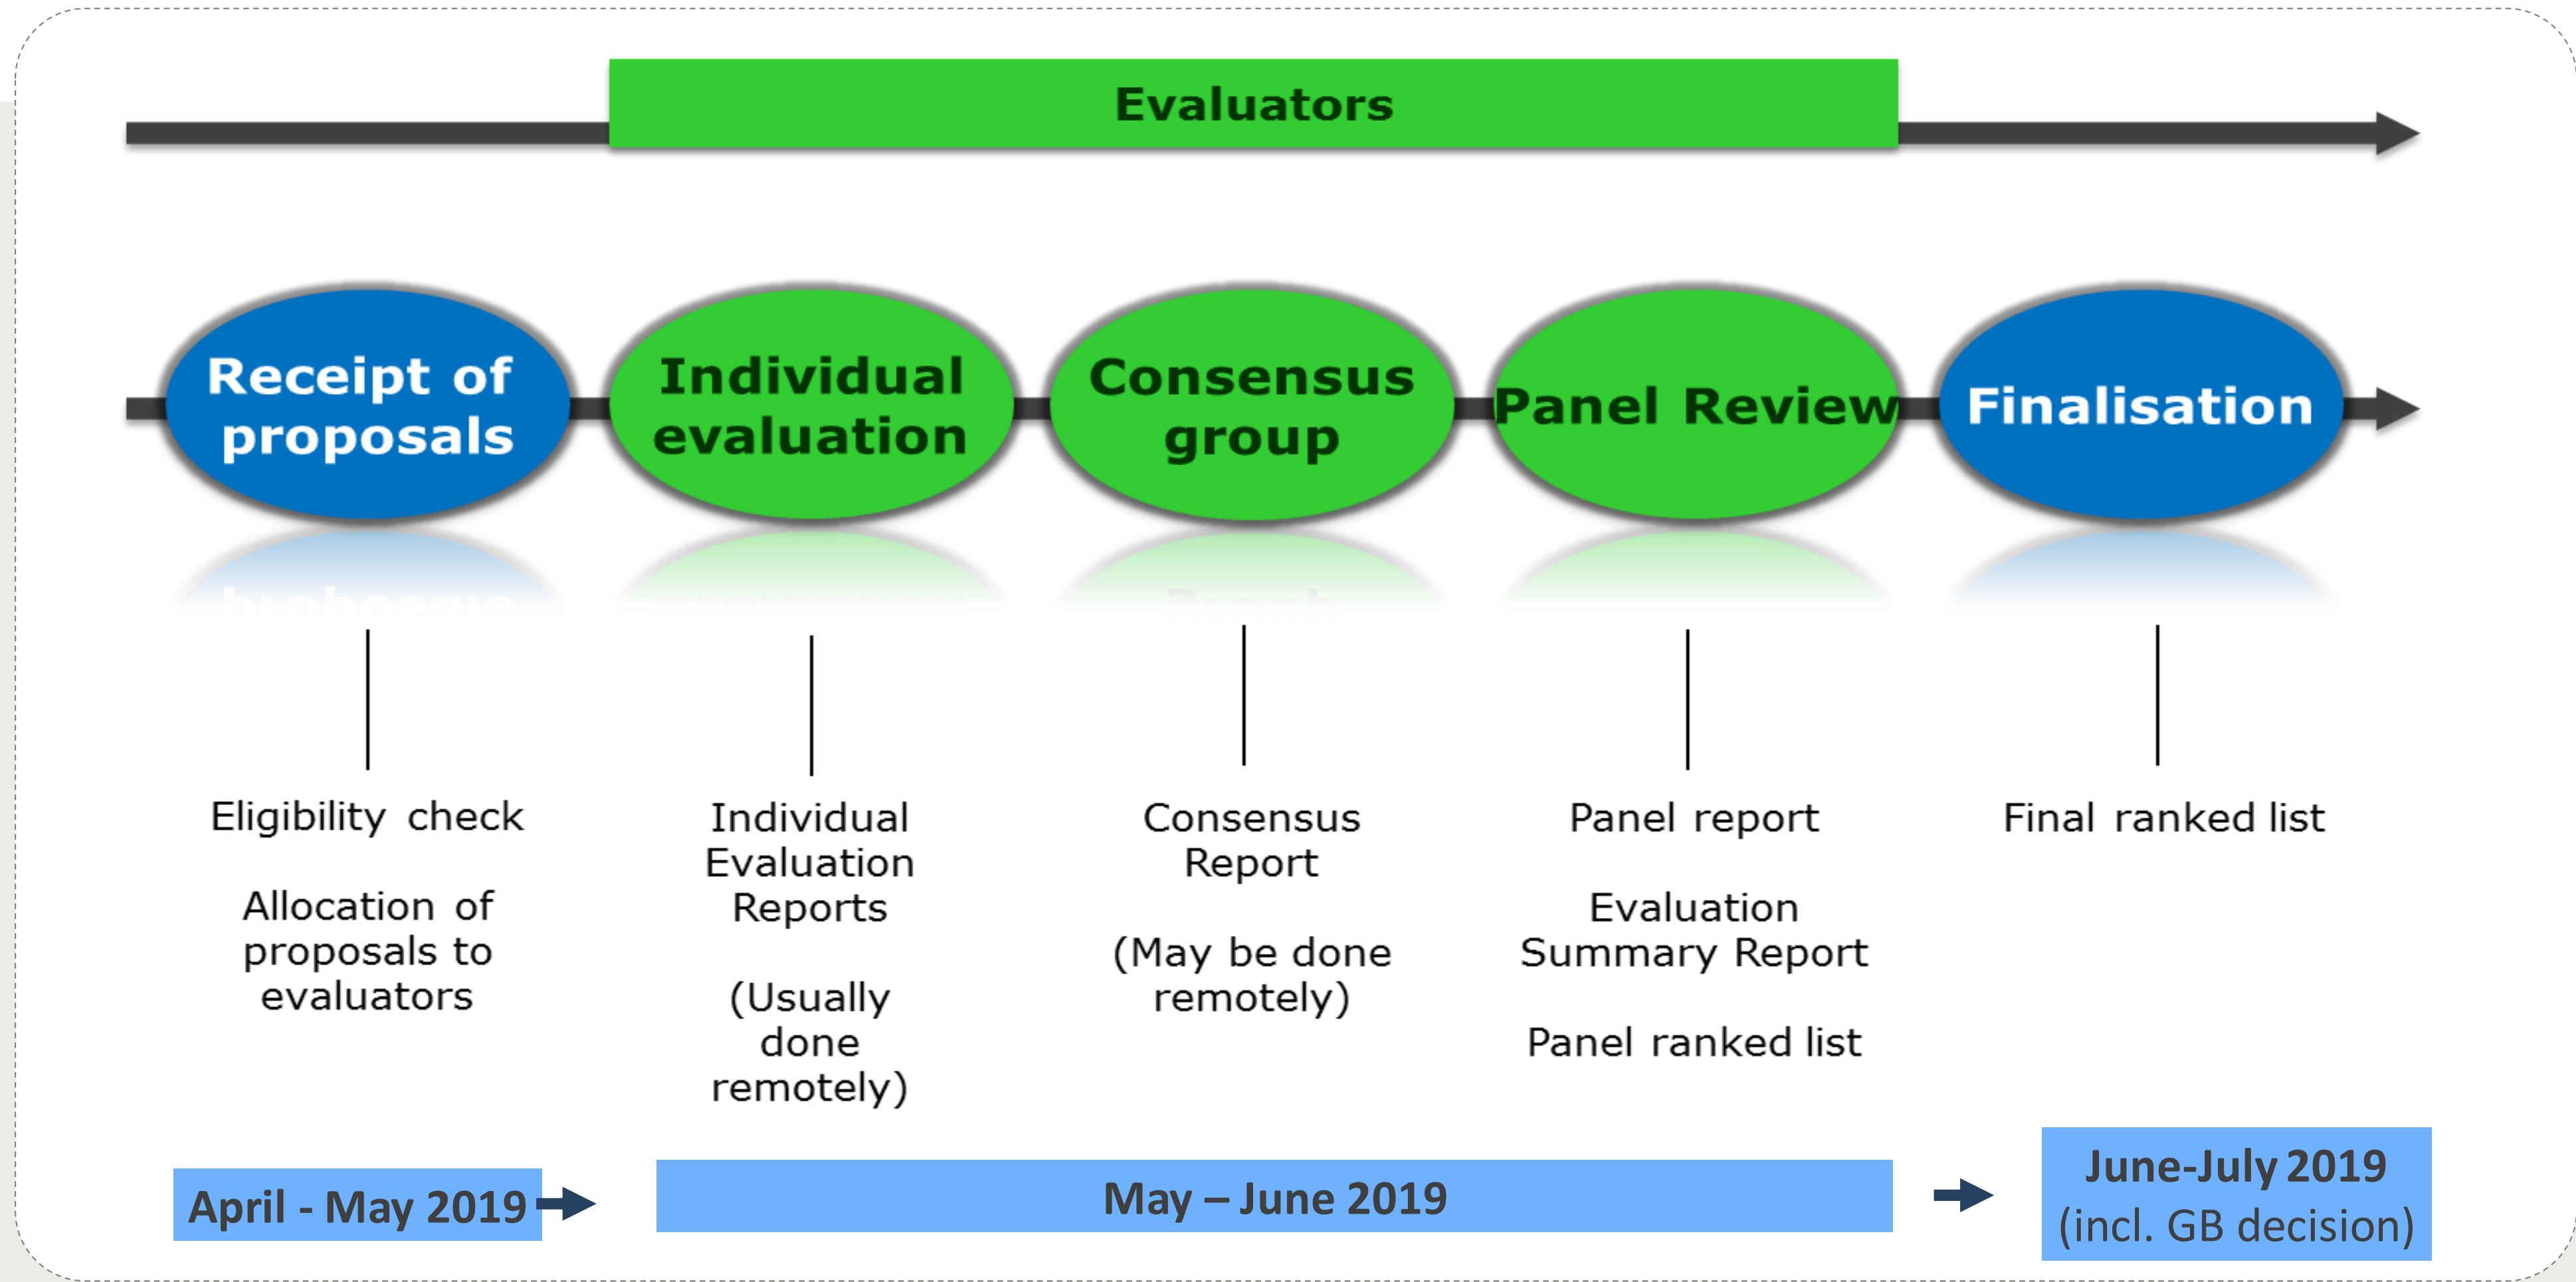 Evaluators
Receipt of
proposals
Individual
evaluation
Consensus
group
Panel Review
Finalisation
Eligibility check
Allocation of
proposals to
evaluators
Individual
Evaluation
Reports
(Usually
done
remotely)
Consensus
Report
(May be done
remotely)
Panel report
Evaluation
Summary Report
Panel ranked list
Final ranked list
April - May 2019
May – June 2019
June-July 2019
(incl. GB decision)